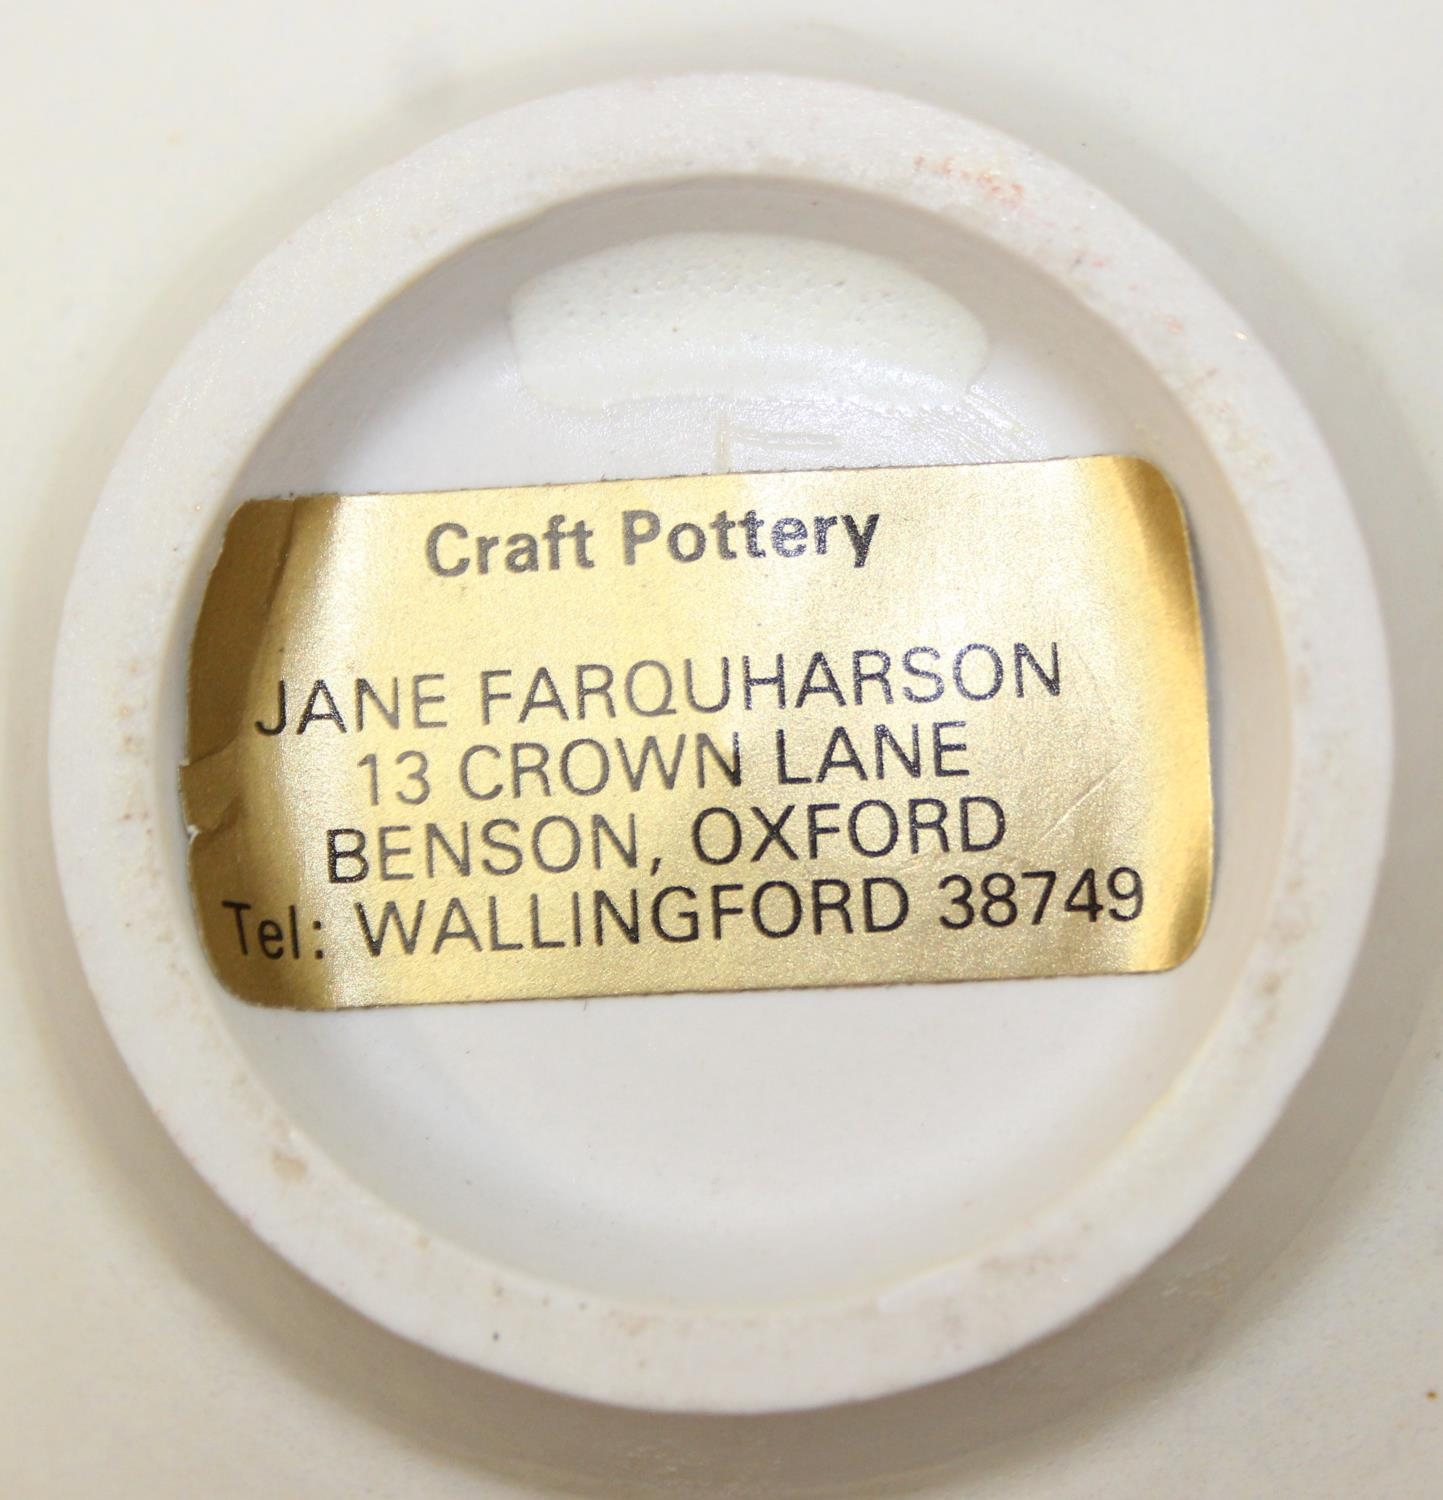 Craft Pottery
JANE FARQUHARSON
13 CROWN LANE
BENSON, OXFORD
Tel: WALLINGFORD 38749